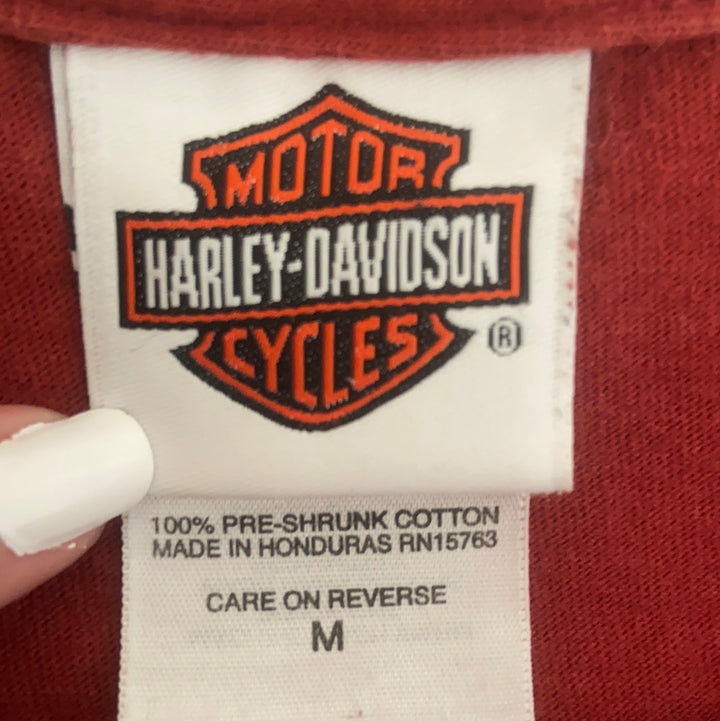 MOTOR
HARLEY-DAVIDSON
CYCLES
®
100% PRE-SHRUNK COTTON
MADE IN HONDURAS RN15763
CARE ON REVERSE
M